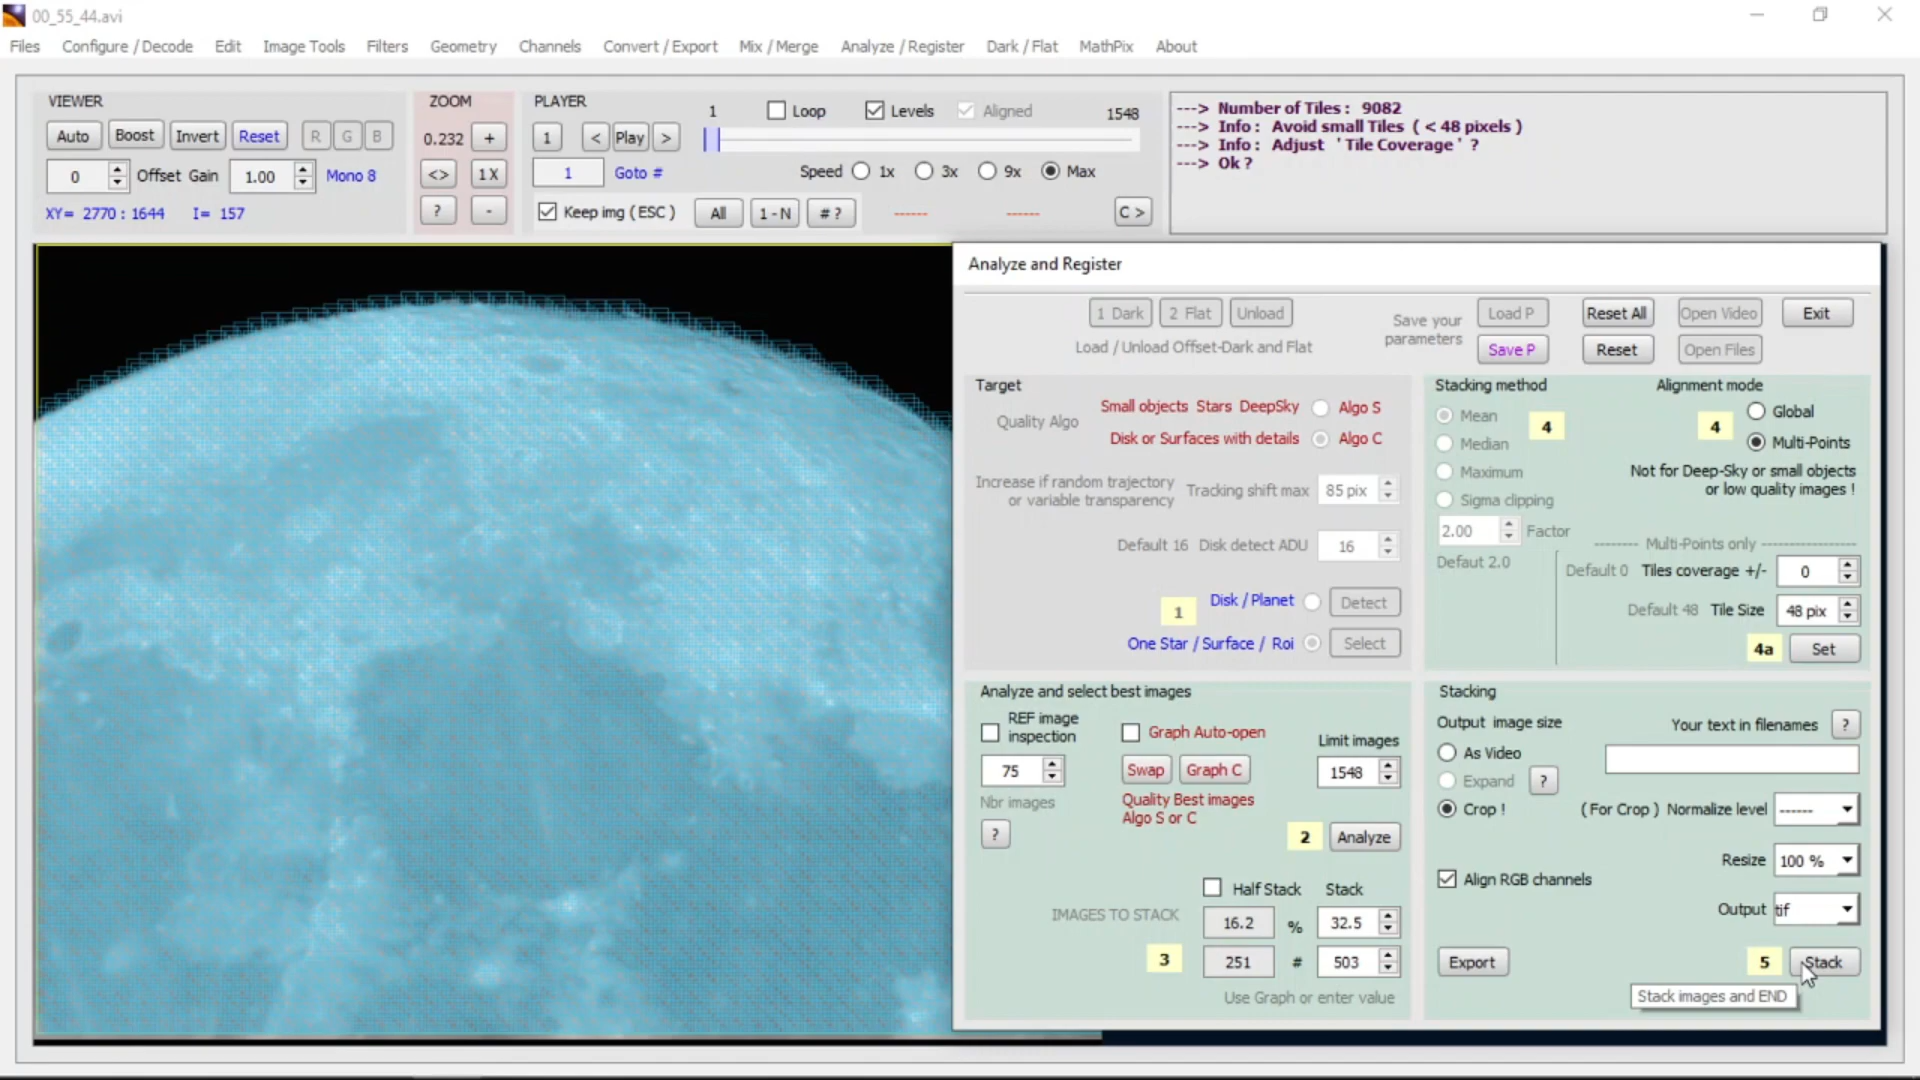 00_55_44.avi
Files Configure / Decode Edit Image Tools Filters Geometry Channels Convert / Export Mix / Merge Analyze / Register Dark / Flat MathPix About
VIEWER
Auto Boost Invert Reset R G B
0 Offset Gain 1.00 Mono 8
XY= 2770 : 1644 I= 157
ZOOM
0.232 +
<> 1 X
? -
PLAYER 1 Loop Levels Aligned 1548
1 < Play >
1 Goto # Speed 1x 3x 9x Max
Keep img ( ESC ) All 1 - N # ? ------ ------ C >
---> Number of Tiles : 9082
---> Info : Avoid small Tiles ( < 48 pixels )
---> Info : Adjust ' Tile Coverage ' ?
---> Ok ?
Analyze and Register
1 Dark 2 Flat Unload
Load / Unload Offset-Dark and Flat
Save your
parameters
Load P Reset All Open Video Exit
Save P Reset Open Files
Target
Quality Algo
Small objects Stars DeepSky Algo S
Disk or Surfaces with details Algo C
Increase if random trajectory
or variable transparency
Tracking shift max 85 pix
Default 16 Disk detect ADU 16
1 Disk / Planet Detect
One Star / Surface / Roi Select
Stacking method Alignment mode
Mean 4 4 Global
Median Multi-Points
Maximum Not for Deep-Sky or small objects
Sigma clipping or low quality images !
2.00 Factor
-------- Multi-Points only ----------------
Defaut 2.0 Default 0 Tiles coverage +/- 0
Default 48 Tile Size 48 pix
4a Set
Analyze and select best images
REF image
inspection
Graph Auto-open
Limit images
75 Swap Graph C 1548
Nbr images Quality Best images
Algo S or C
? 2 Analyze
Half Stack Stack
IMAGES TO STACK 16.2 % 32.5
3 251 # 503
Use Graph or enter value
Stacking
Output image size Your text in filenames ?
As Video
Expand ?
Crop ! ( For Crop ) Normalize level ------
Resize 100 %
Align RGB channels
Output tif
Export 5 Stack
Stack images and END